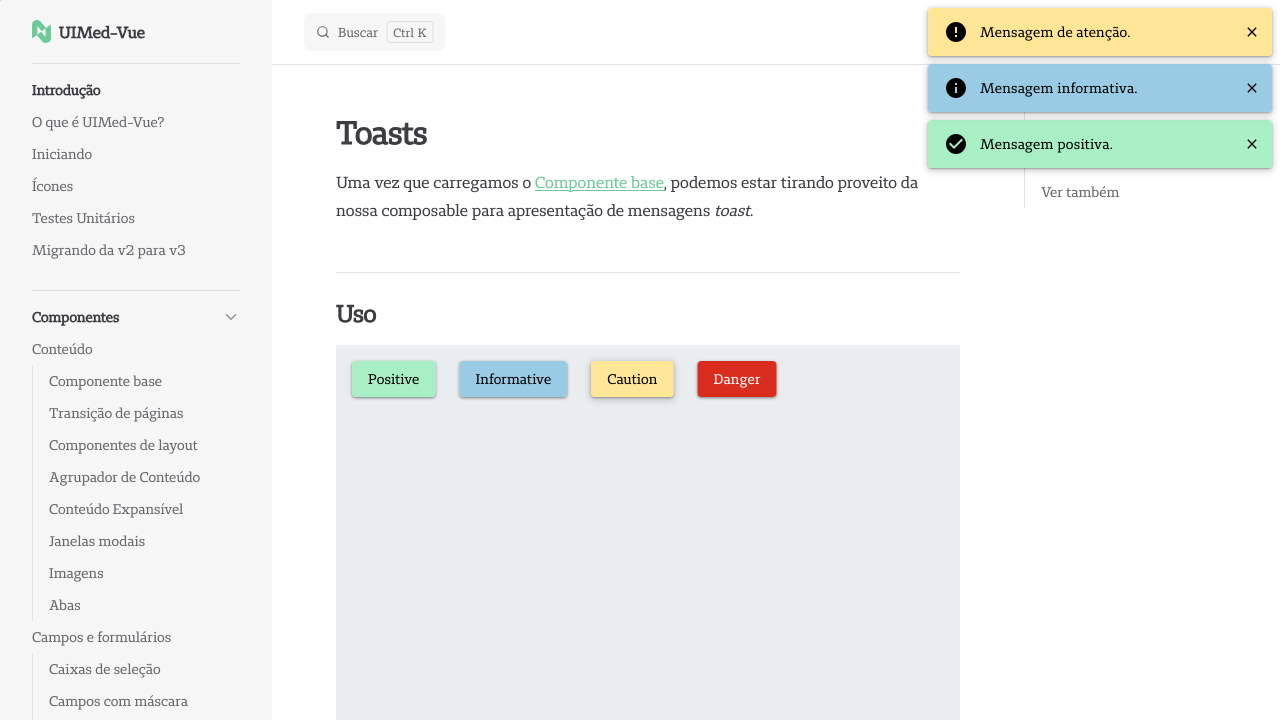 UIMed-Vue
Introdução
O que é UIMed-Vue?
Iniciando
Ícones
Testes Unitários
Migrando da v2 para v3
Componentes
Conteúdo
Componente base
Transição de páginas
Componentes de layout
Agrupador de Conteúdo
Conteúdo Expansível
Janelas modais
Imagens
Abas
Campos e formulários
Caixas de seleção
Campos com máscara
Buscar Ctrl K
Toasts
Uma vez que carregamos o Componente base, podemos estar tirando proveito da
nossa composable para apresentação de mensagens toast.
Uso
Positive Informative Caution Danger
Mensagem de atenção.
Mensagem informativa.
Mensagem positiva.
Ver também